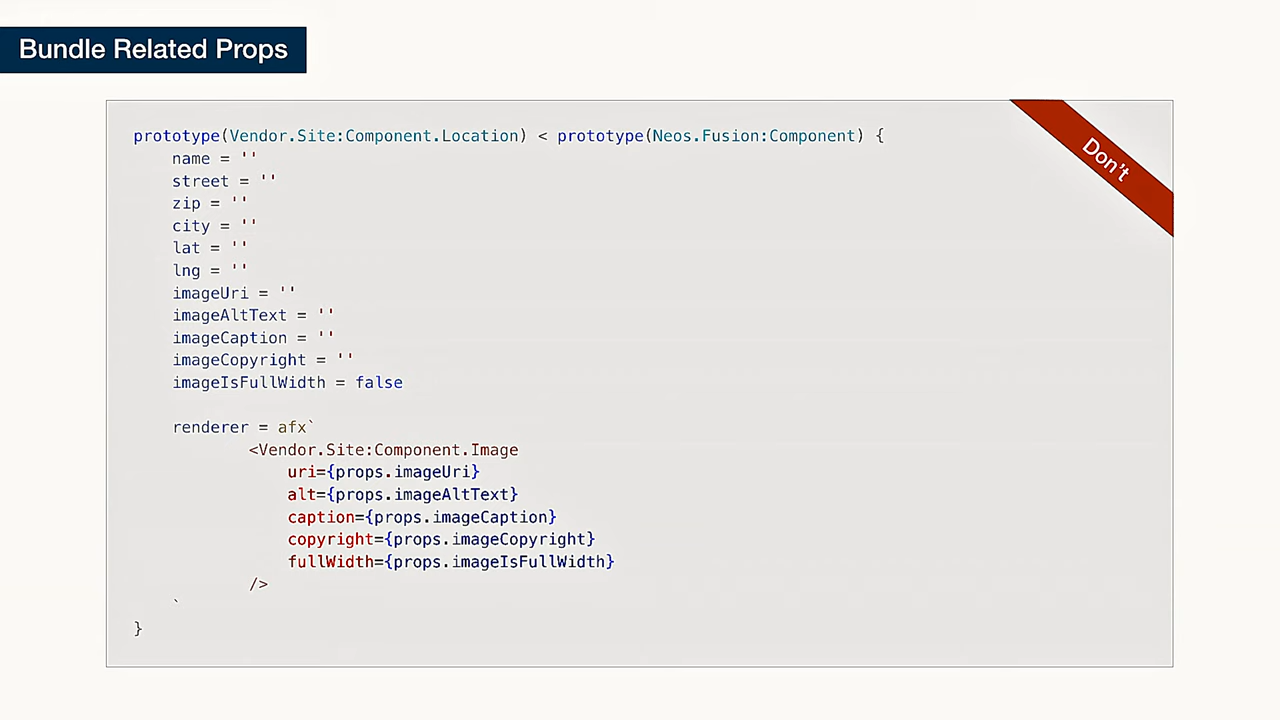 Bundle Related Props
Don't
prototype(Vendor.Site:Component.Location) < prototype(Neos.Fusion:Component) {
    name = ''
    street = ''
    zip = ''
    city = ''
    lat = ''
    lng = ''
    imageUri = ''
    imageAltText = ''
    imageCaption = ''
    imageCopyright = ''
    imageIsFullWidth = false

    renderer = afx`
            <Vendor.Site:Component.Image
                uri={props.imageUri}
                alt={props.imageAltText}
                caption={props.imageCaption}
                copyright={props.imageCopyright}
                fullWidth={props.imageIsFullWidth}
            />
    `
}